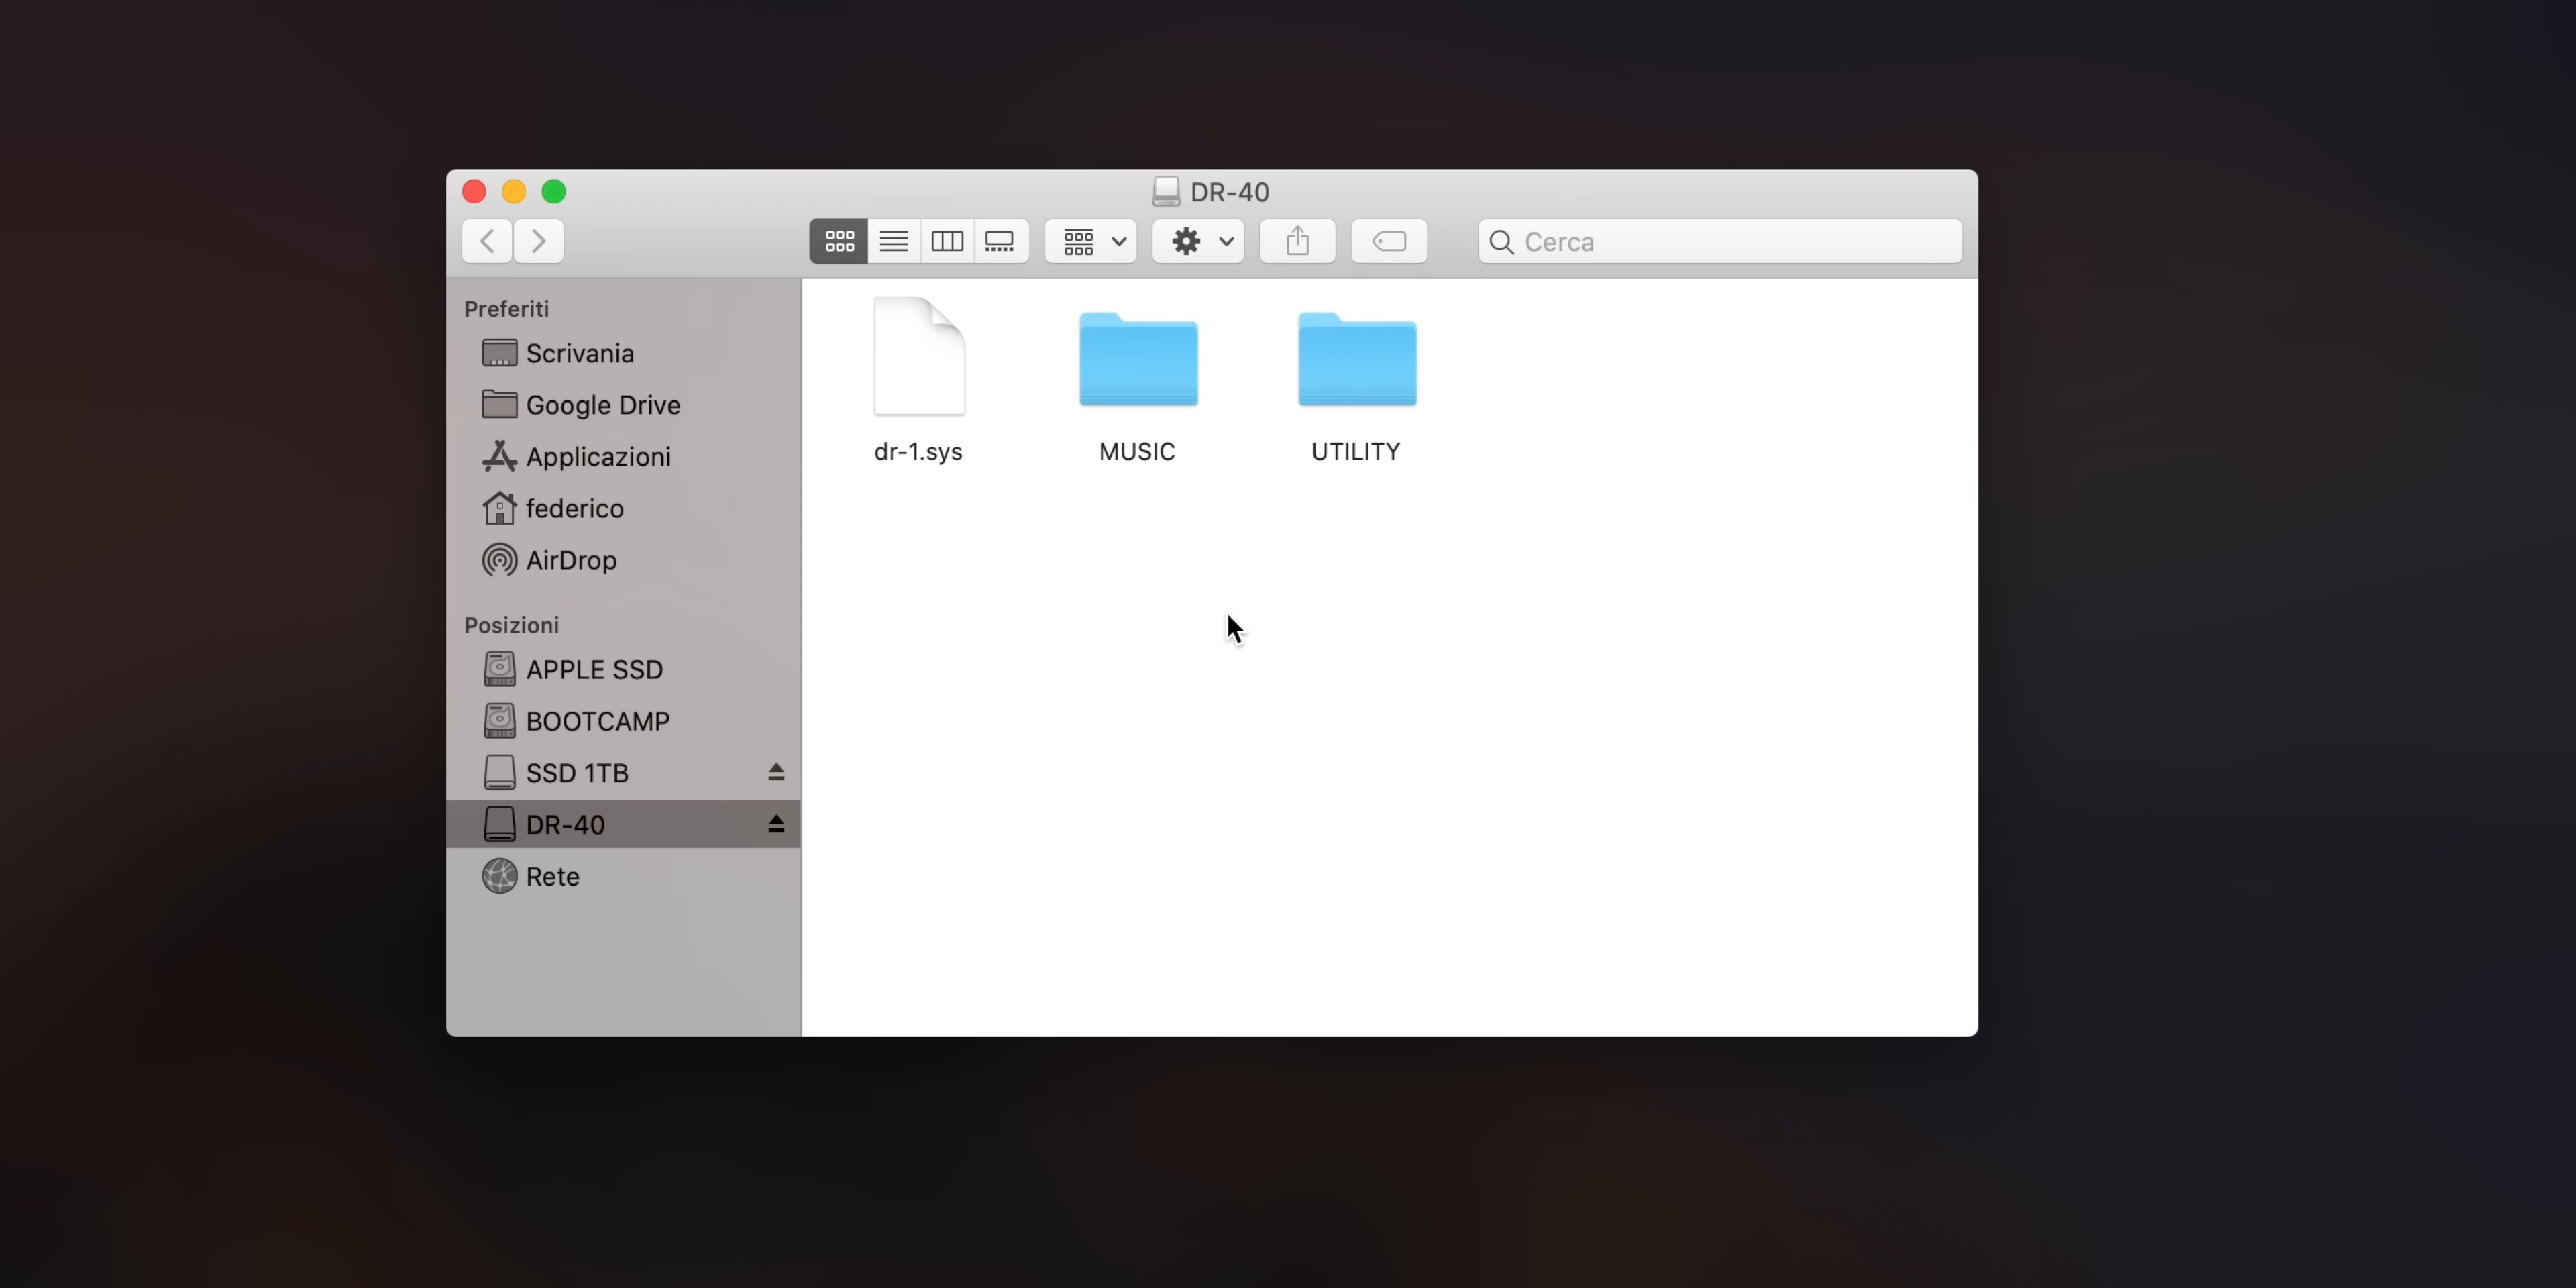 DR-40
Cerca
Preferiti
Scrivania
Google Drive
Applicazioni
federico
AirDrop
Posizioni
APPLE SSD
BOOTCAMP
SSD 1TB
DR-40
Rete
dr-1.sys
MUSIC
UTILITY